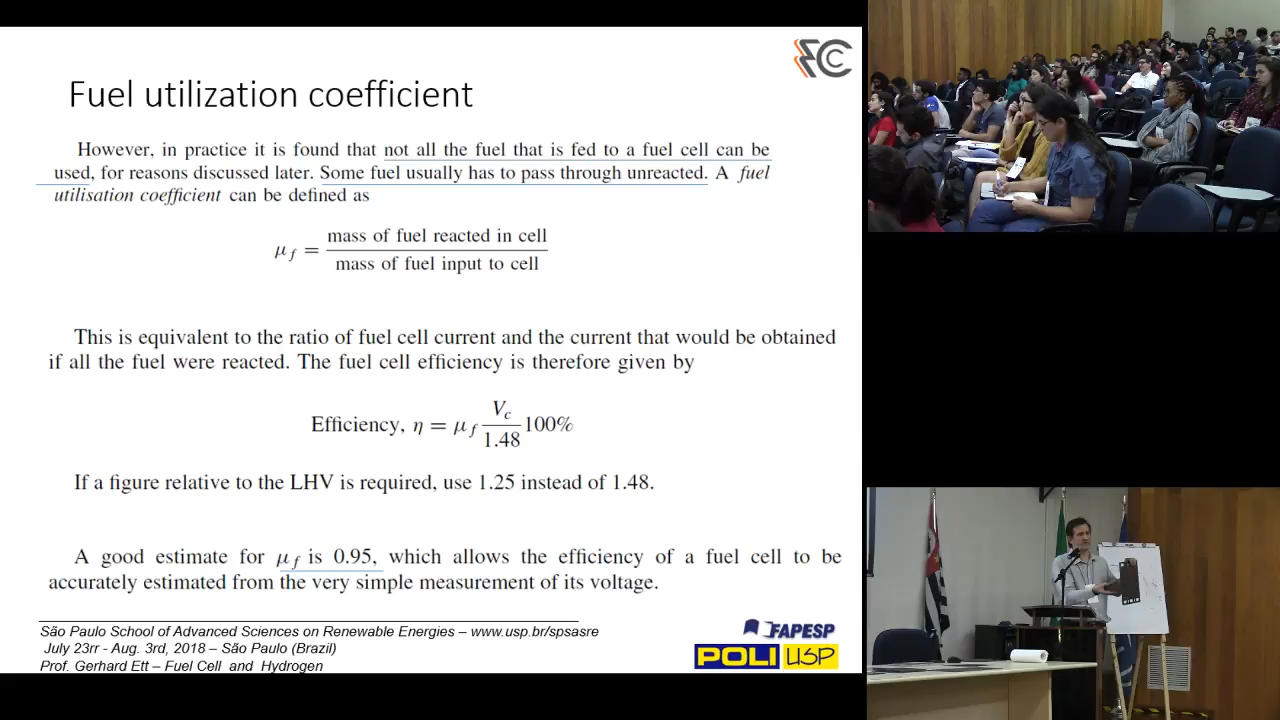 FC
Fuel utilization coefficient
However, in practice it is found that not all the fuel that is fed to a fuel cell can be
used, for reasons discussed later. Some fuel usually has to pass through unreacted. A fuel
utilisation coefficient can be defined as
μf = mass of fuel reacted in cell / mass of fuel input to cell
This is equivalent to the ratio of fuel cell current and the current that would be obtained
if all the fuel were reacted. The fuel cell efficiency is therefore given by
Efficiency, η = μf Vc / 1.48 100%
If a figure relative to the LHV is required, use 1.25 instead of 1.48.
A good estimate for μf is 0.95, which allows the efficiency of a fuel cell to be
accurately estimated from the very simple measurement of its voltage.
São Paulo School of Advanced Sciences on Renewable Energies – www.usp.br/spsasre
July 23rr - Aug. 3rd, 2018 – São Paulo (Brazil)
Prof. Gerhard Ett – Fuel Cell and Hydrogen
FAPESP
POLI USP